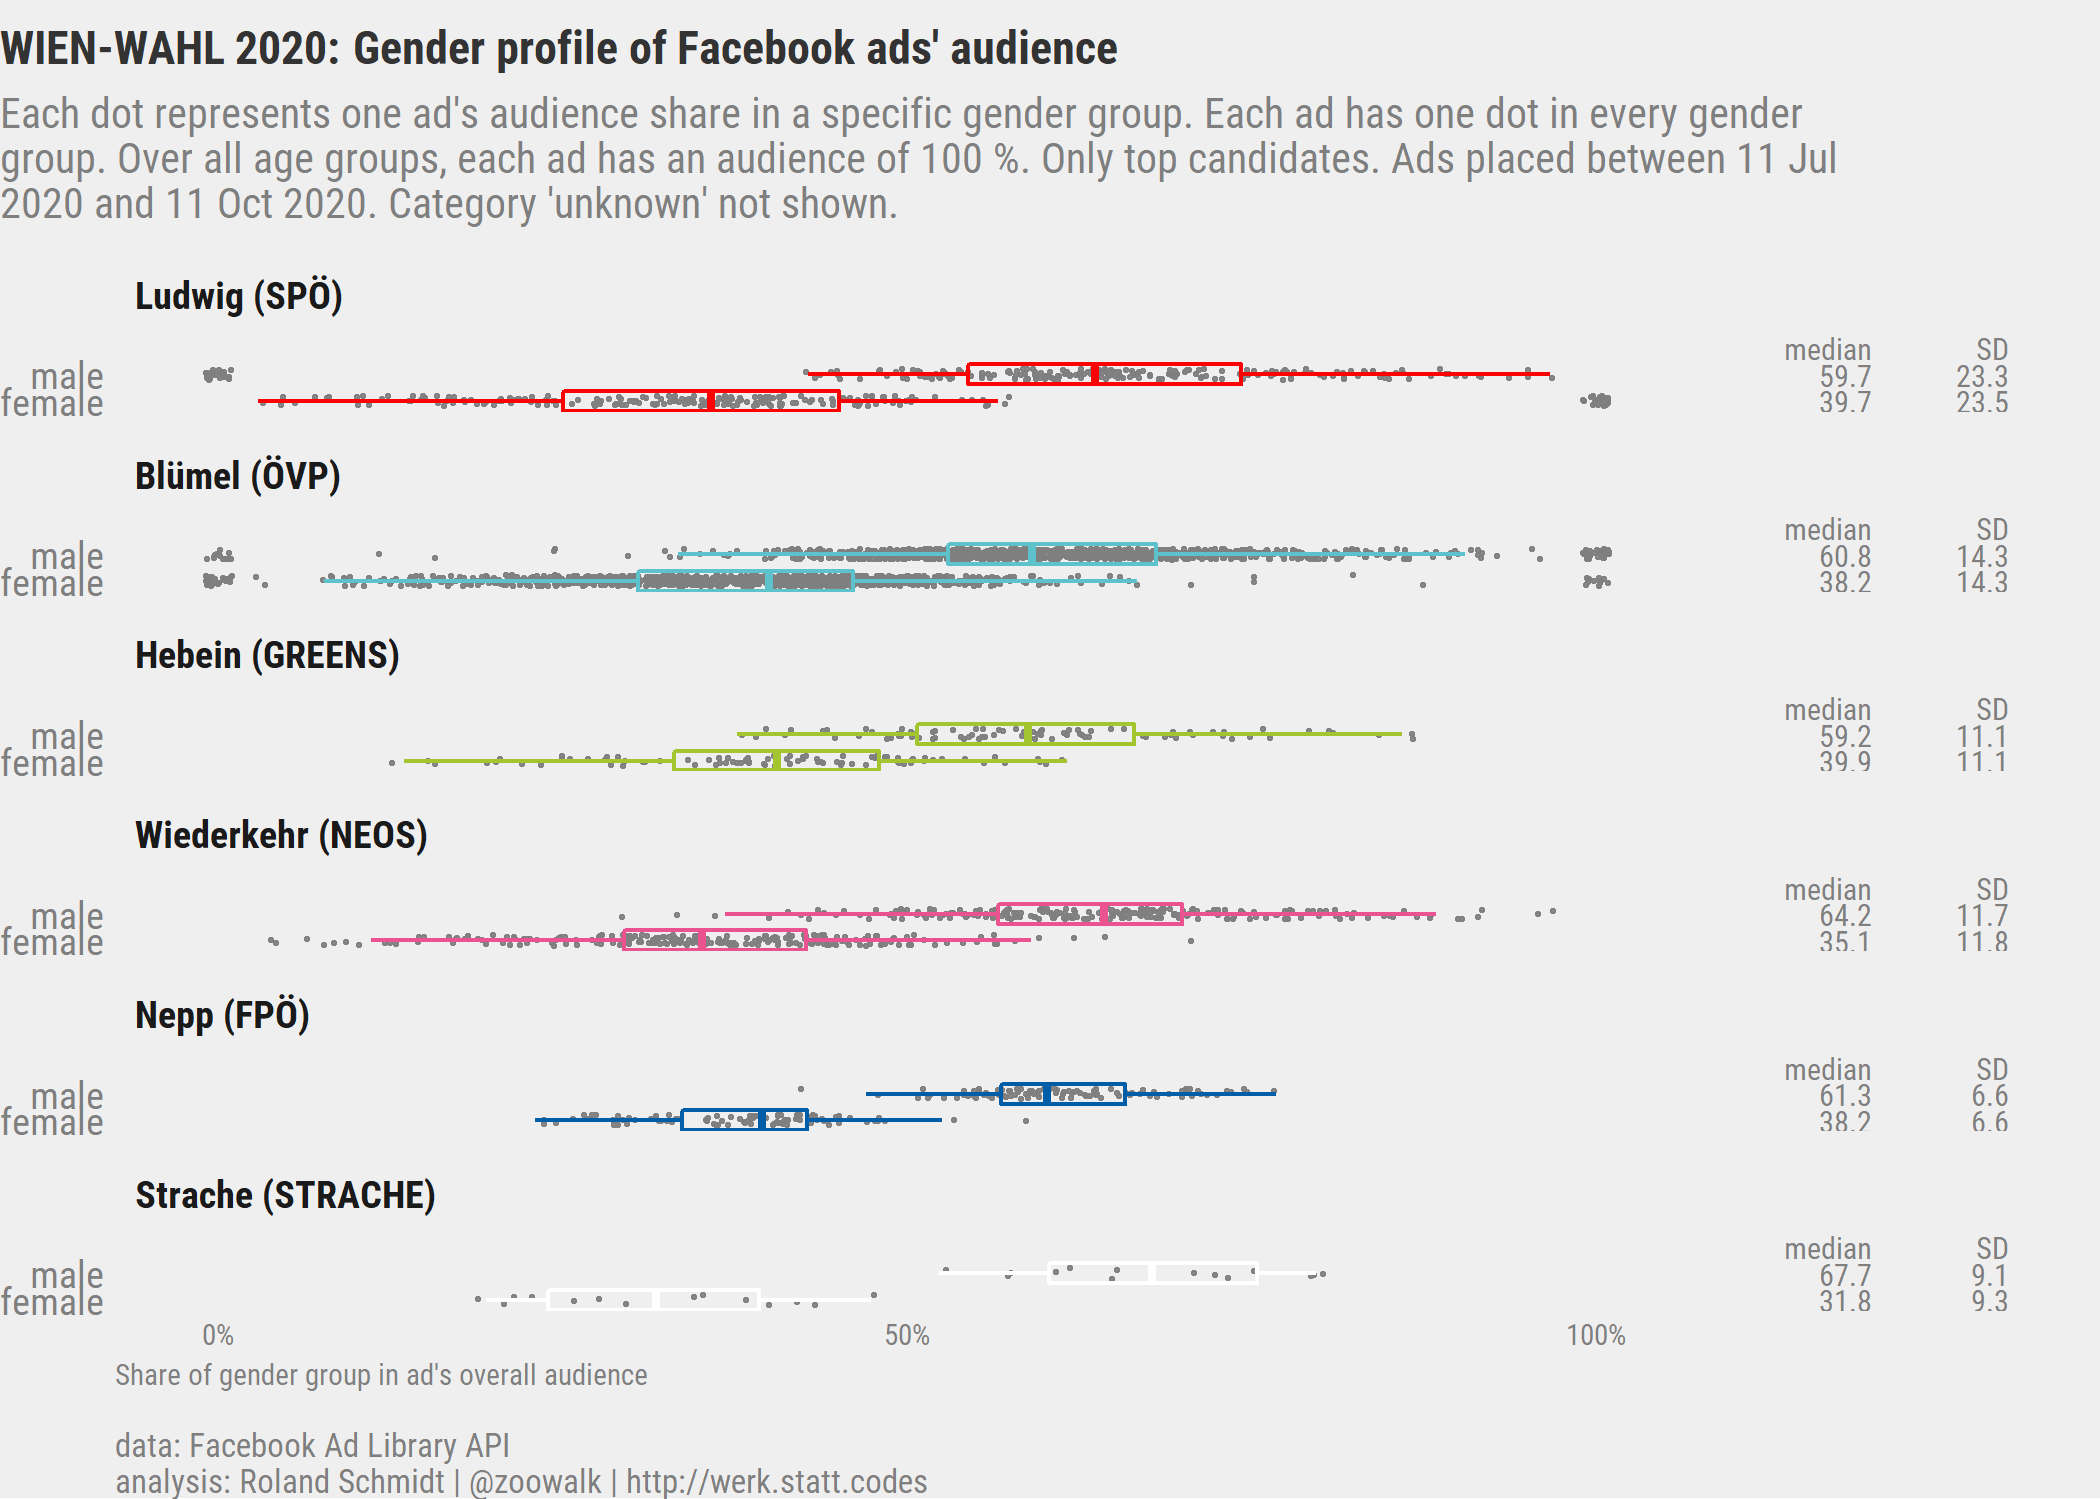 WIEN-WAHL 2020: Gender profile of Facebook ads' audience
Each dot represents one ad's audience share in a specific gender group. Each ad has one dot in every gender
group. Over all age groups, each ad has an audience of 100 %. Only top candidates. Ads placed between 11 Jul
2020 and 11 Oct 2020. Category 'unknown' not shown.
Ludwig (SPÖ)
median SD
male 59.7 23.3
female 39.7 23.5
Blümel (ÖVP)
median SD
male 60.8 14.3
female 38.2 14.3
Hebein (GREENS)
median SD
male 59.2 11.1
female 39.9 11.1
Wiederkehr (NEOS)
median SD
male 64.2 11.7
female 35.1 11.8
Nepp (FPÖ)
median SD
male 61.3 6.6
female 38.2 6.6
Strache (STRACHE)
median SD
male 67.7 9.1
female 31.8 9.3
0% 50% 100%
Share of gender group in ad's overall audience
data: Facebook Ad Library API
analysis: Roland Schmidt | @zoowalk | http://werk.statt.codes